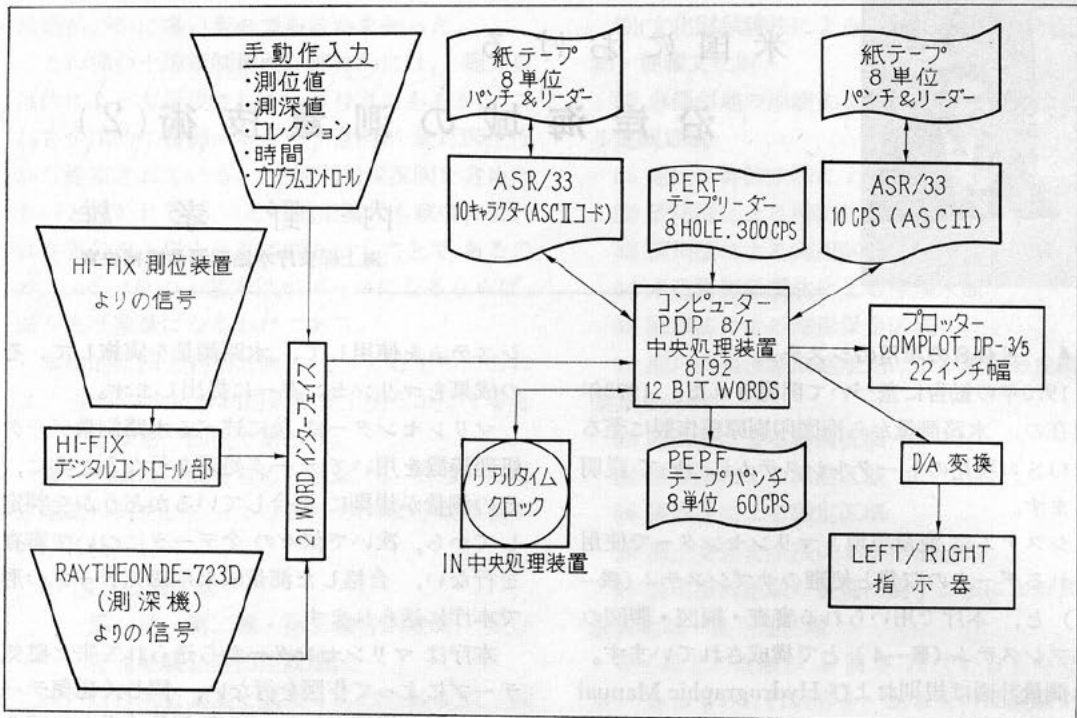 手動作入力
・測位値
・測深値
・コレクション
・時間
・プログラムコントロール
紙テープ
8単位
パンチ&リーダー
紙テープ
8単位
パンチ&リーダー
ASR/33
10キャラクター(ASCIIコード)
PERF
テープリーダー
8 HOLE. 300 CPS
ASR/33
10 CPS (ASCII)
HI-FIX 測位装置
よりの信号
コンピューター
PDP 8/I
中央処理装置
8192
12 BIT WORDS
プロッター
COMPLOT DP-3/5
22インチ幅
HI-FIX
デジタルコントロール部
12 WORDインターフェース
リアルタイム
クロック
IN 中央処理装置
PEPF
テープパンチ
8単位 60CPS
D/A 変換
RAYTHEON DE-723D
(測深機)
よりの信号
LEFT/RIGHT
指示器